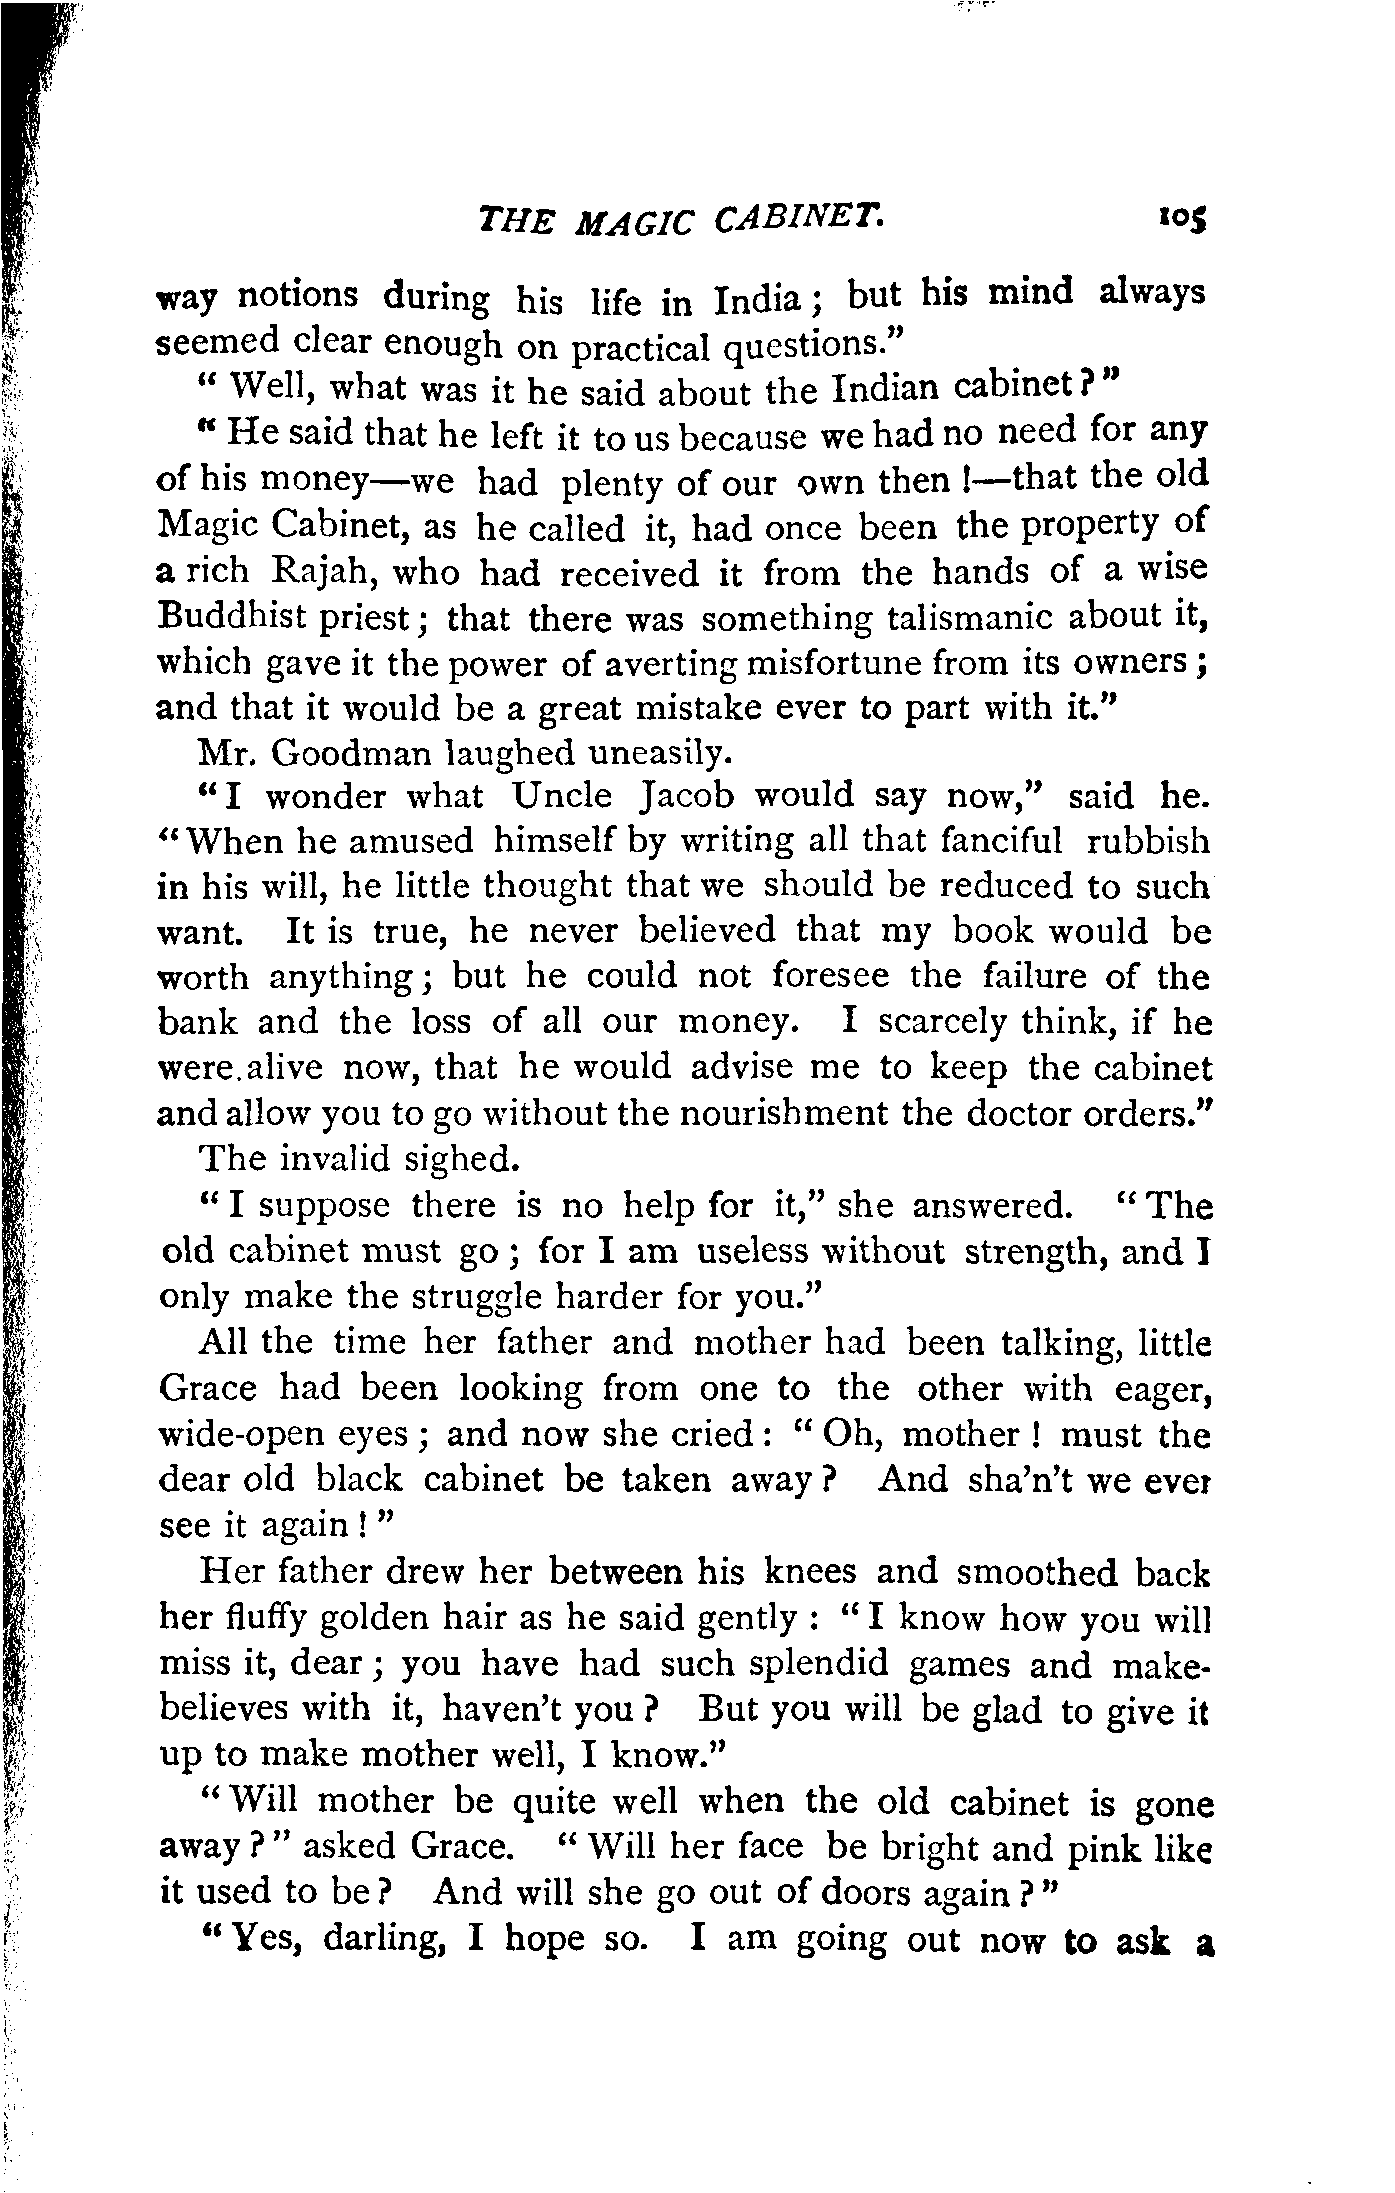 THE MAGIC CABINET. 105
way notions during his life in India ; but his mind always
seemed clear enough on practical questions."
" Well, what was it he said about the Indian cabinet ? "
" He said that he left it to us because we had no need for any
of his money—we had plenty of our own then !—that the old
Magic Cabinet, as he called it, had once been the property of
a rich Rajah, who had received it from the hands of a wise
Buddhist priest ; that there was something talismanic about it,
which gave it the power of averting misfortune from its owners ;
and that it would be a great mistake ever to part with it."
Mr. Goodman laughed uneasily.
" I wonder what Uncle Jacob would say now," said he.
" When he amused himself by writing all that fanciful rubbish
in his will, he little thought that we should be reduced to such
want. It is true, he never believed that my book would be
worth anything ; but he could not foresee the failure of the
bank and the loss of all our money. I scarcely think, if he
were alive now, that he would advise me to keep the cabinet
and allow you to go without the nourishment the doctor orders."
The invalid sighed.
" I suppose there is no help for it," she answered. " The
old cabinet must go ; for I am useless without strength, and I
only make the struggle harder for you."
All the time her father and mother had been talking, little
Grace had been looking from one to the other with eager,
wide-open eyes ; and now she cried : " Oh, mother ! must the
dear old black cabinet be taken away ? And sha'n't we ever
see it again ! "
Her father drew her between his knees and smoothed back
her fluffy golden hair as he said gently : " I know how you will
miss it, dear ; you have had such splendid games and make-
believes with it, haven't you ? But you will be glad to give it
up to make mother well, I know."
" Will mother be quite well when the old cabinet is gone
away ? " asked Grace. " Will her face be bright and pink like
it used to be ? And will she go out of doors again ? "
" Yes, darling, I hope so. I am going out now to ask a